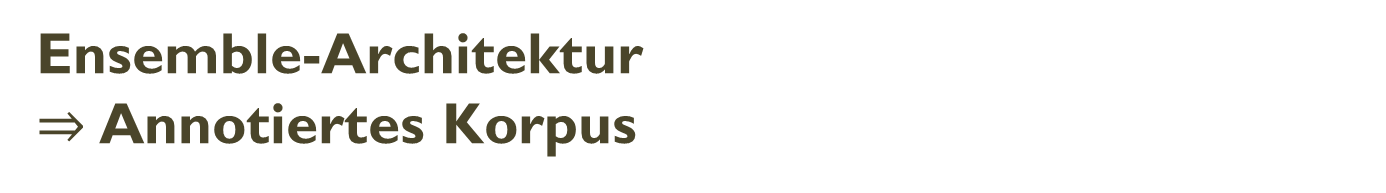 Ensemble-Architektur
⇒ Annotiertes Korpus